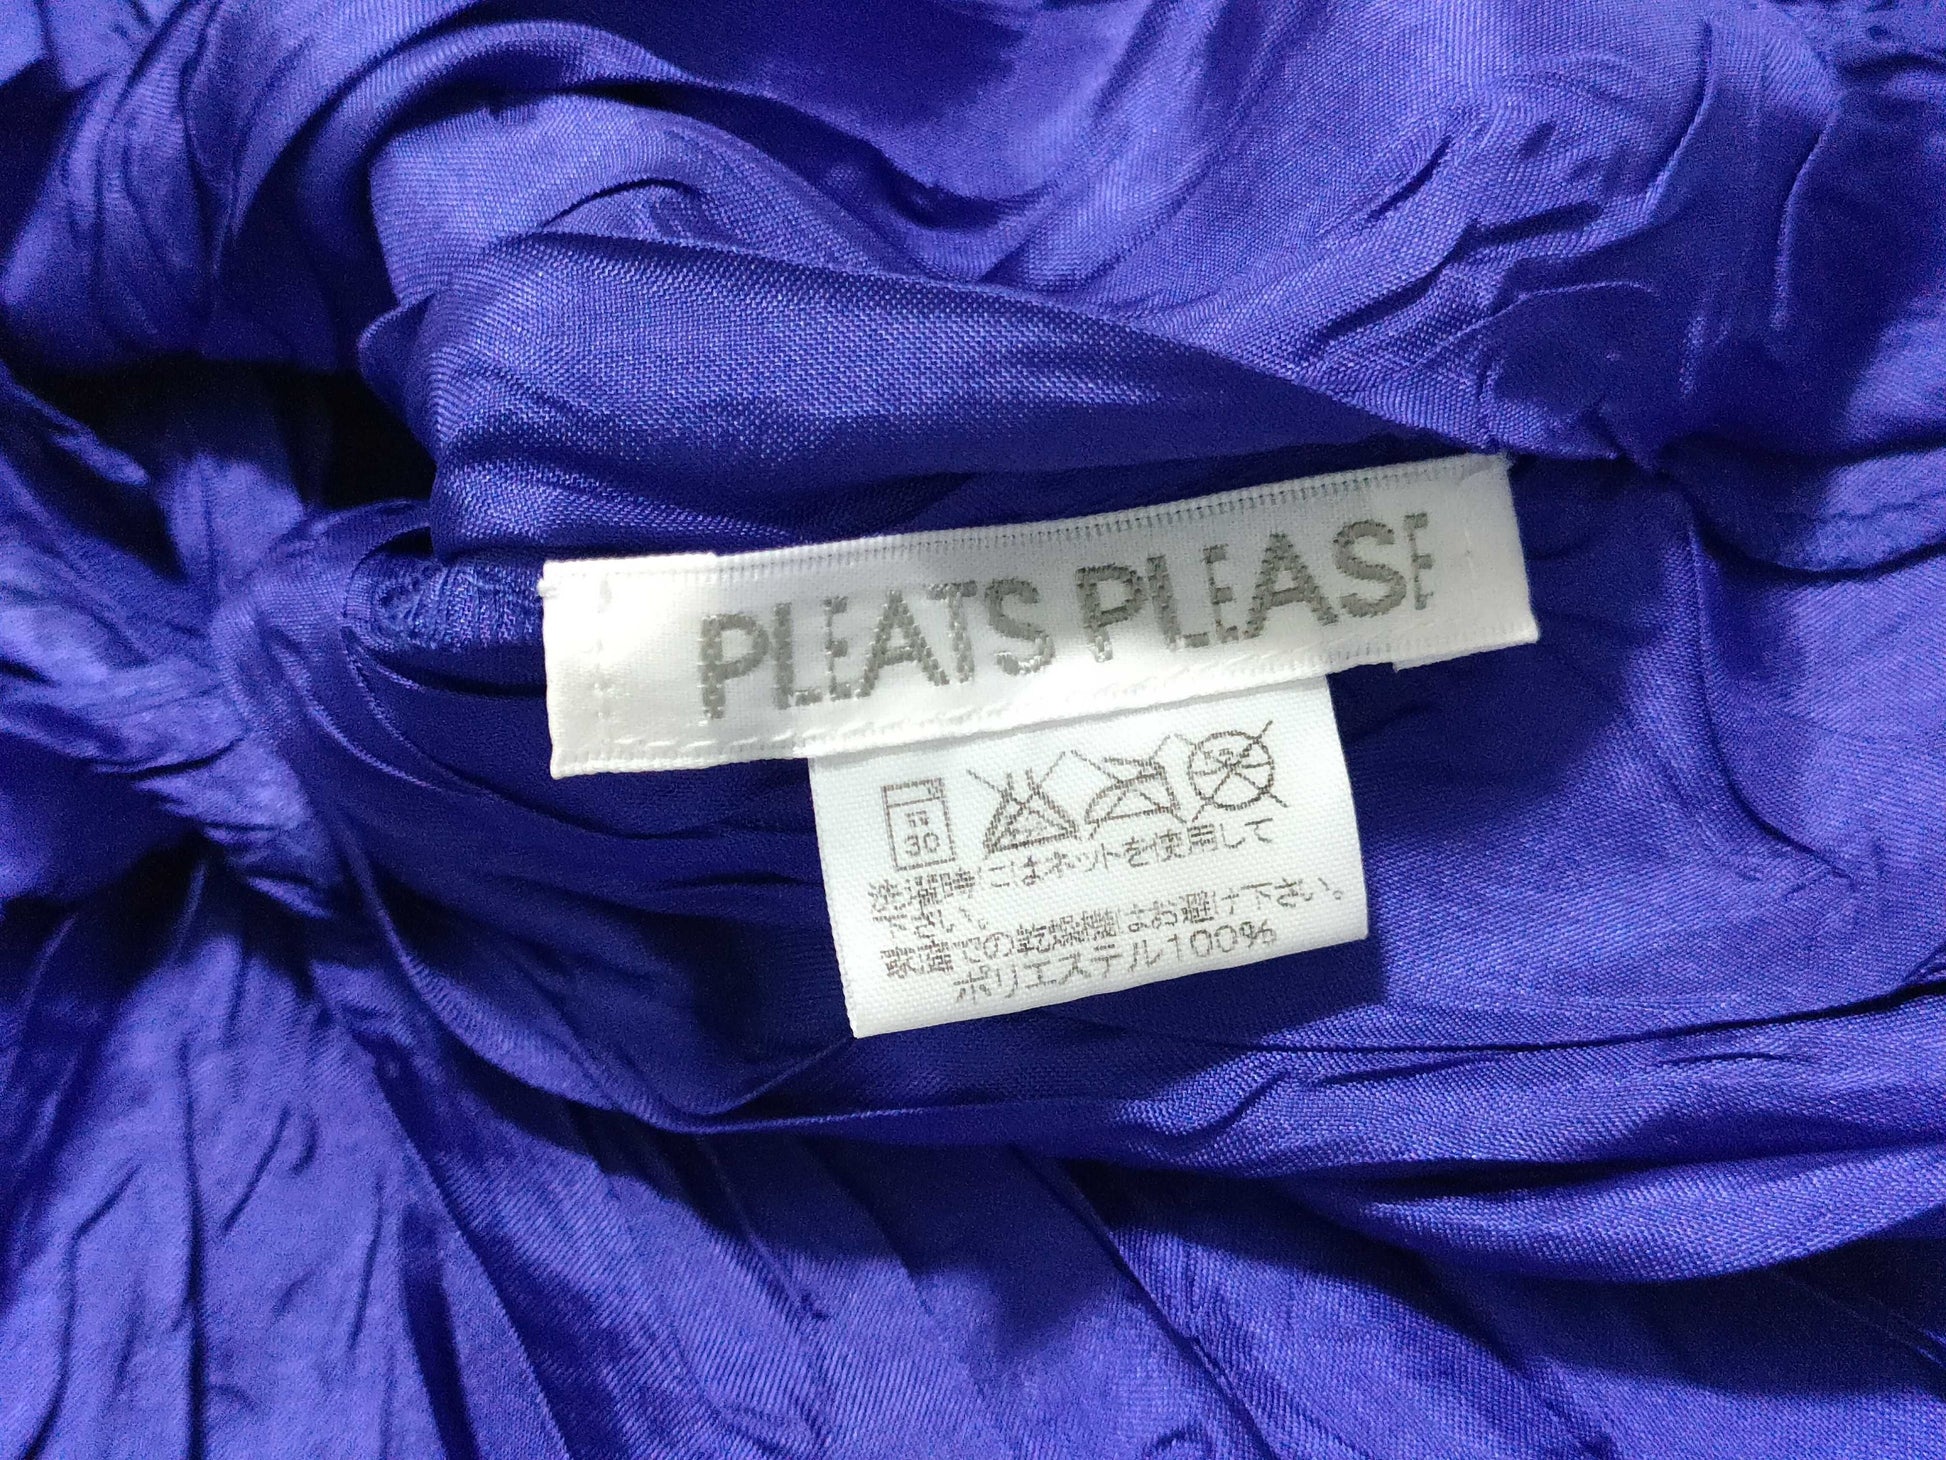 PLEATS PLEASE
弱
30
洗濯時にはネットを使用して
下さい。
家庭での乾燥機はお避け下さい。
ポリエステル100%